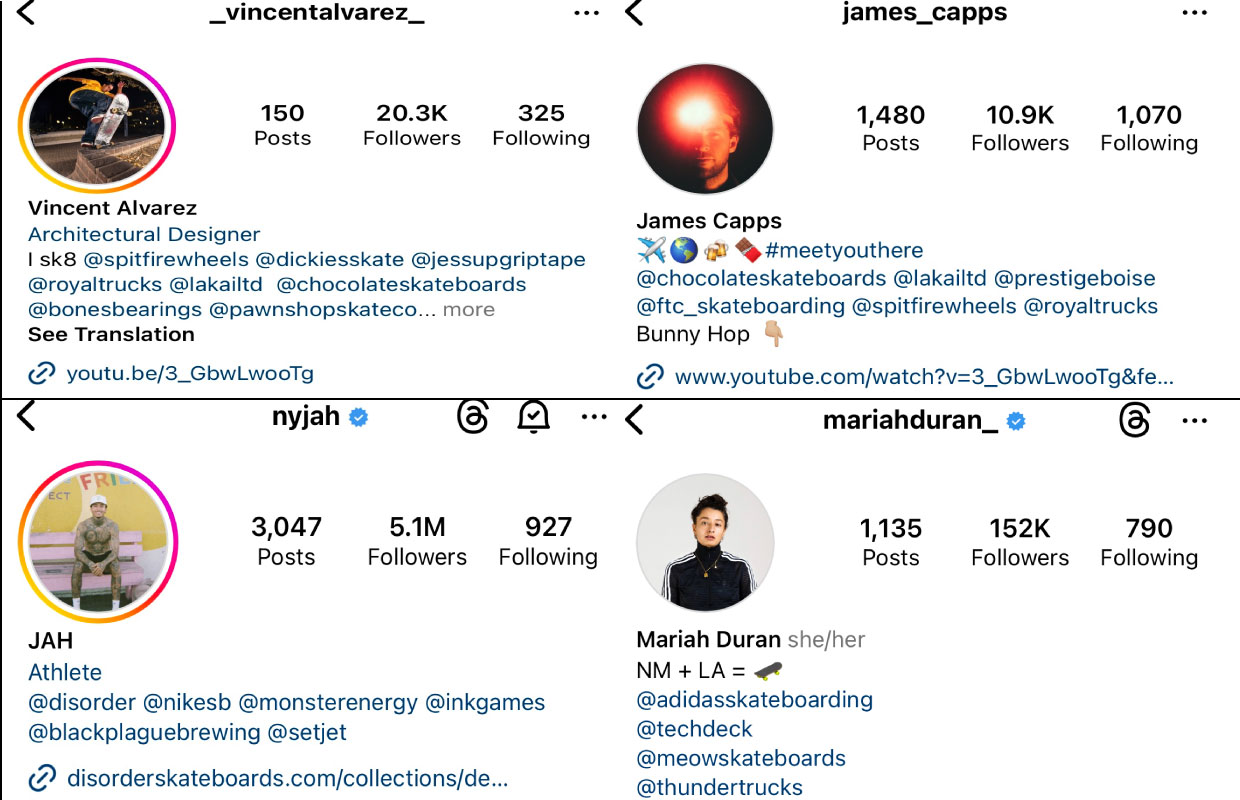 _vincentalvarez_
150 20.3K 325
Posts Followers Following
Vincent Alvarez
Architectural Designer
I sk8 @spitfirewheels @dickiesskate @jessupgriptape
@royaltrucks @lakailtd @chocolateskateboards
@bonesbearings @pawnshopskateco... more
See Translation
youtu.be/3_GbwLwooTg
james_capps
1,480 10.9K 1,070
Posts Followers Following
James Capps
✈️🌎🍻🍫#meetyouthere
@chocolateskateboards @lakailtd @prestigeboise
@ftc_skateboarding @spitfirewheels @royaltrucks
Bunny Hop 👇🏼
www.youtube.com/watch?v=3_GbwLwooTg&fe...
nyjah
ECT FRIE
3,047 5.1M 927
Posts Followers Following
JAH
Athlete
@disorder @nikesb @monsterenergy @inkgames
@blackplaguebrewing @setjet
disorderskateboards.com/collections/de...
mariahduran_
1,135 152K 790
Posts Followers Following
Mariah Duran she/her
NM + LA = 🛹
@adidasskateboarding
@techdeck
@meowskateboards
@thundertrucks